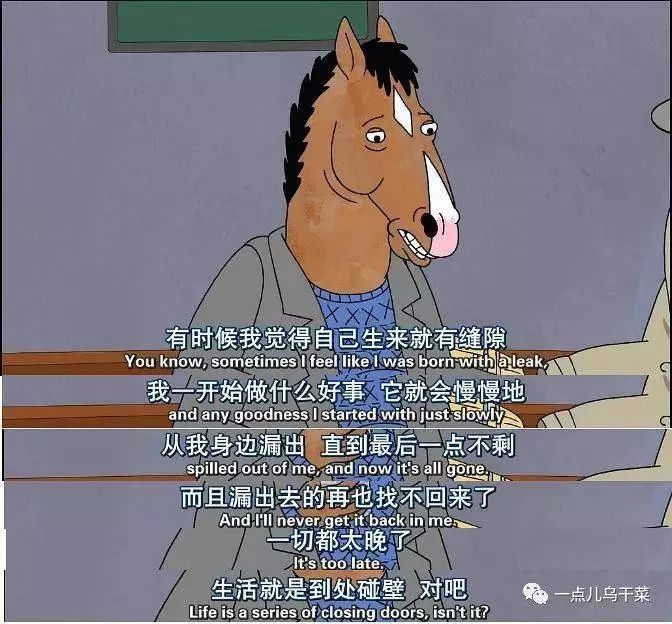 有时候我觉得自己生来就有缝隙
You know, sometimes I feel like I was born with a leak,
我一开始做什么好事 它就会慢慢地
and any goodness I started with just slowly
从我身边漏出 直到最后一点不剩
spilled out of me, and now it's all gone.
而且漏出去的再也找不回来了
And I'll never get it back in me.
一切都太晚了
It's too late.
生活就是到处碰壁 对吧
Life is a series of closing doors, isn't it?
一点儿乌干菜